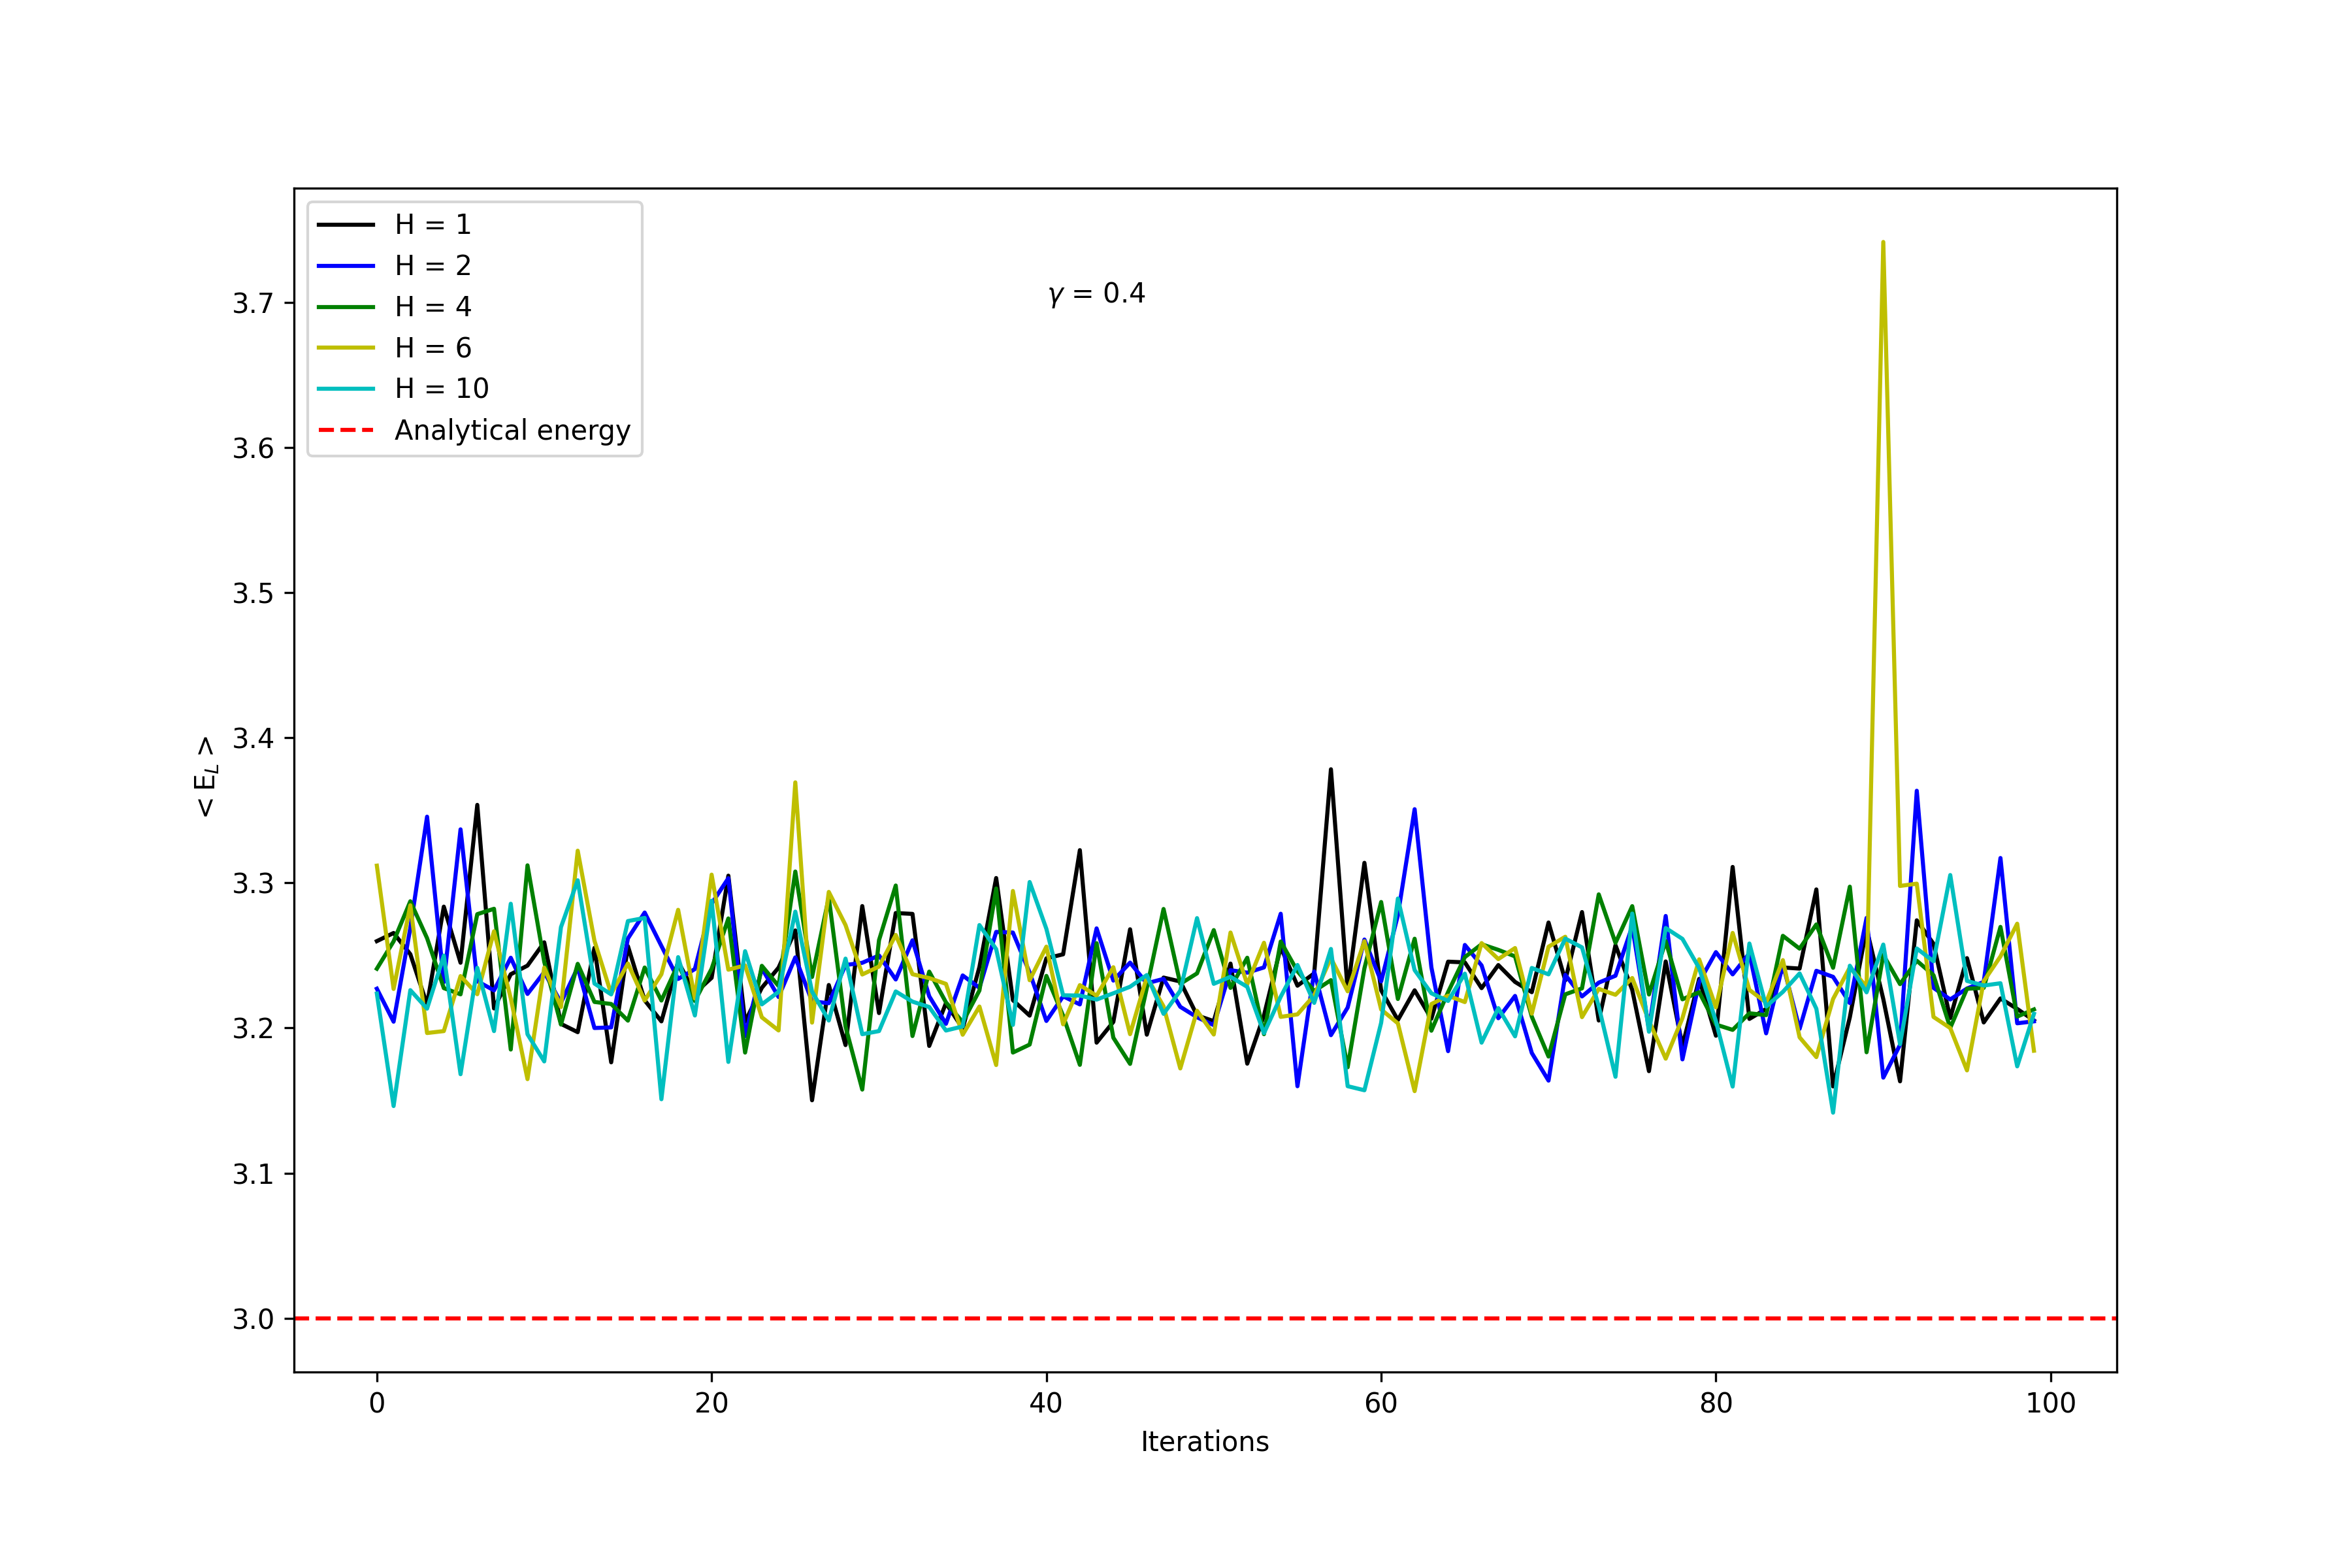 H = 1
H = 2
H = 4
H = 6
H = 10
Analytical energy
γ = 0.4
3.7
3.6
3.5
3.4
3.3
3.2
3.1
3.0
< E_L >
0 20 40 60 80 100
Iterations